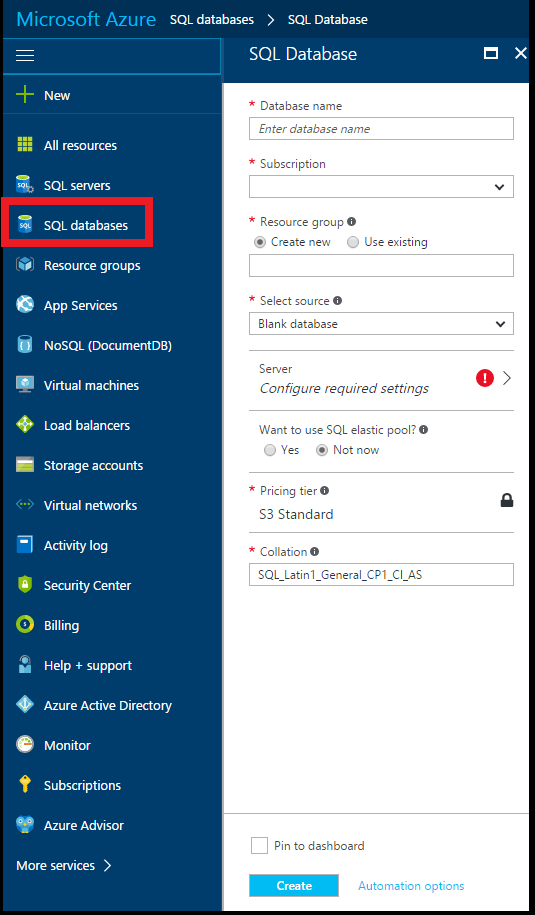 Microsoft Azure SQL databases > SQL Database
SQL Database
New
All resources
SQL servers
SQL databases
Resource groups
App Services
NoSQL (DocumentDB)
Virtual machines
Load balancers
Storage accounts
Virtual networks
Activity log
Security Center
Billing
Help + support
Azure Active Directory
Monitor
Subscriptions
Azure Advisor
More services >
* Database name
Enter database name
* Subscription
* Resource group
Create new Use existing
* Select source
Blank database
Server
Configure required settings
Want to use SQL elastic pool?
Yes Not now
* Pricing tier
S3 Standard
* Collation
SQL_Latin1_General_CP1_CI_AS
Pin to dashboard
Create Automation options